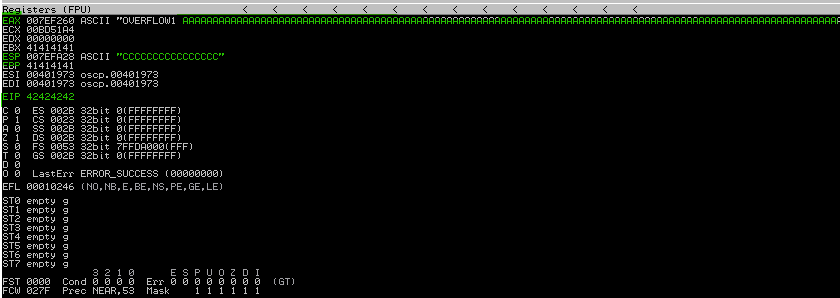 Registers (FPU) < < < < < < < < < < < < < <
EAX 007EF260 ASCII "OVERFLOW1 AAAAAAAAAAAAAAAAAAAAAAAAAAAAAAAAAAAAAAAAAAAAAAAAAAAAAAAAAAAAAAAAAAAAAAAAAAAAAAAAAAAAAAAAAAAAAAAAAAAAAAAAAA
ECX 00BD51A4
EDX 00000000
EBX 41414141
ESP 007EFA28 ASCII "CCCCCCCCCCCCCCCC"
EBP 41414141
ESI 00401973 oscp.00401973
EDI 00401973 oscp.00401973
EIP 42424242
C 0 ES 002B 32bit 0(FFFFFFFF)
P 1 CS 0023 32bit 0(FFFFFFFF)
A 0 SS 002B 32bit 0(FFFFFFFF)
Z 1 DS 002B 32bit 0(FFFFFFFF)
S 0 FS 0053 32bit 7FFDA000(FFF)
T 0 GS 002B 32bit 0(FFFFFFFF)
D 0
O 0 LastErr ERROR_SUCCESS (00000000)
EFL 00010246 (NO,NB,E,BE,NS,PE,GE,LE)
ST0 empty g
ST1 empty g
ST2 empty g
ST3 empty g
ST4 empty g
ST5 empty g
ST6 empty g
ST7 empty g
3 2 1 0 E S P U O Z D I
FST 0000 Cond 0 0 0 0 Err 0 0 0 0 0 0 0 0 (GT)
FCW 027F Prec NEAR,53 Mask 1 1 1 1 1 1